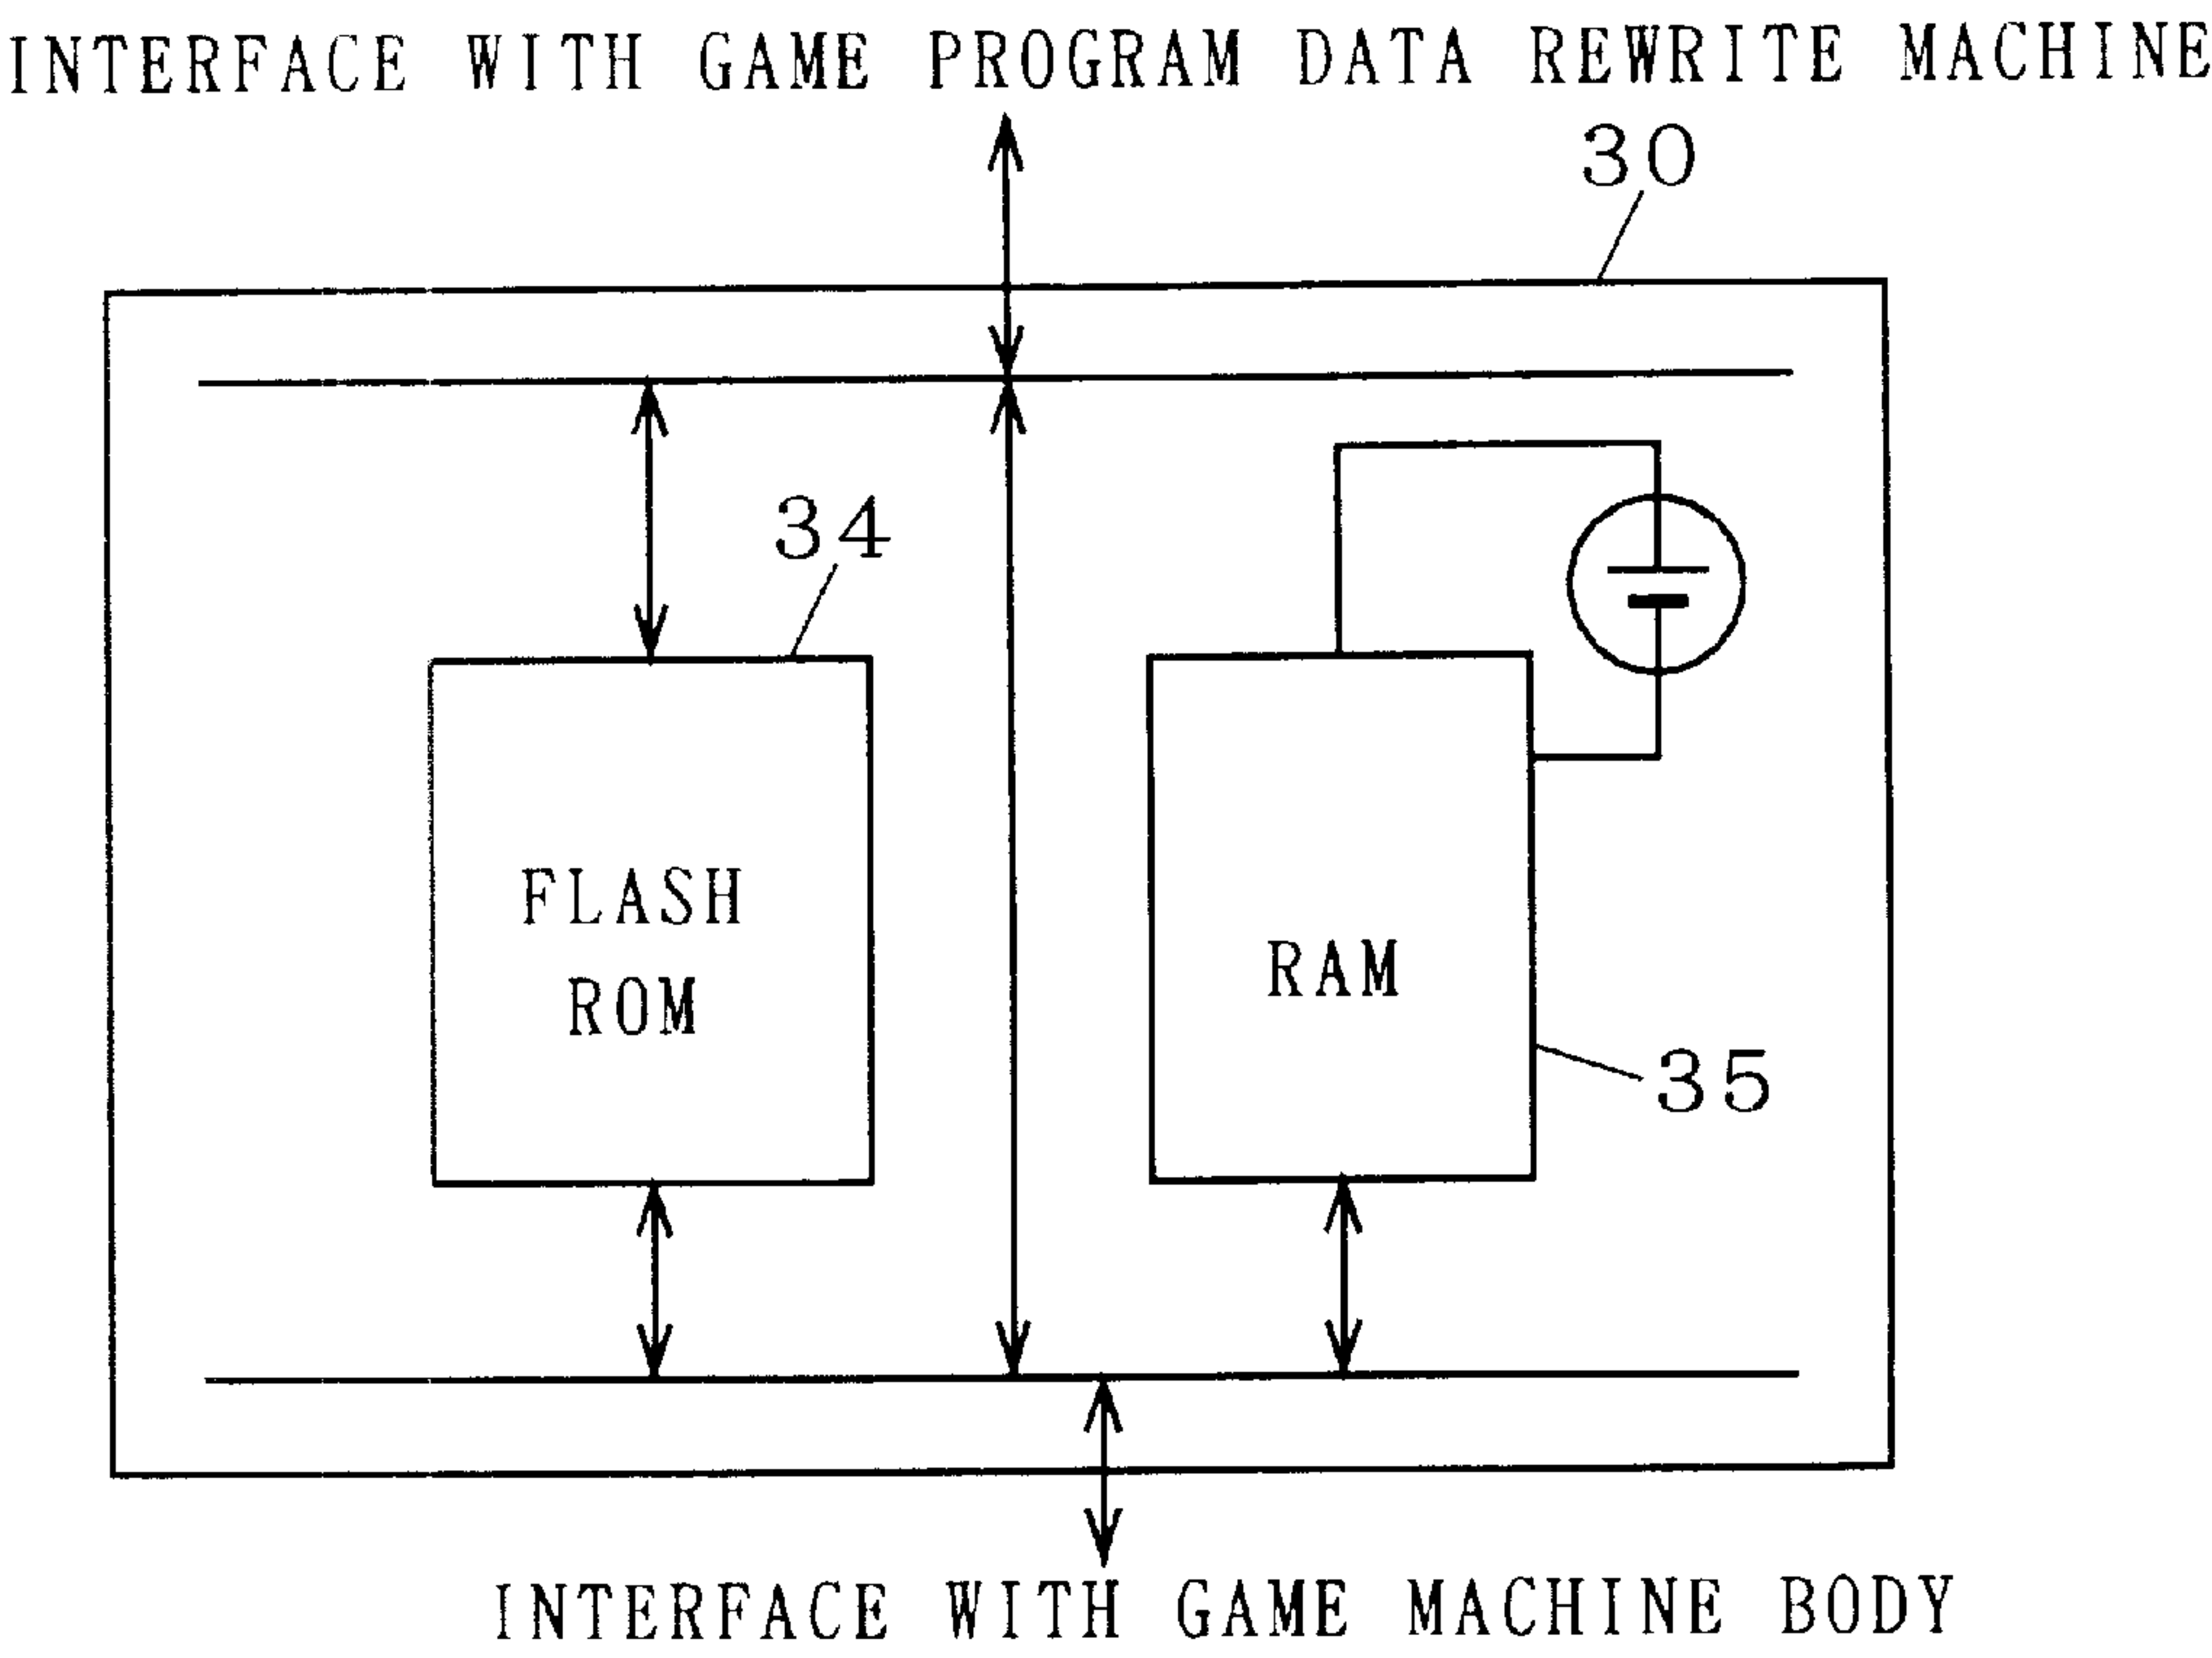 INTERFACE WITH GAME PROGRAM DATA REWRITE MACHINE
30
34
FLASH
ROM
RAM
35
INTERFACE WITH GAME MACHINE BODY